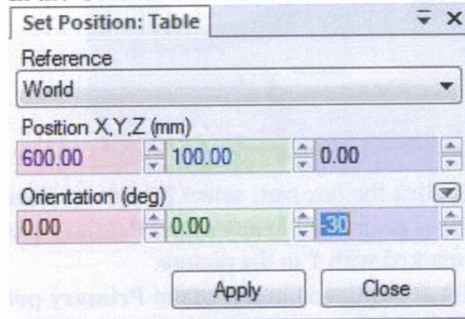 Set Position: Table
Reference
World
Position X,Y,Z (mm)
600.00 100.00 0.00
Orientation (deg)
0.00 0.00 -30
Apply Close